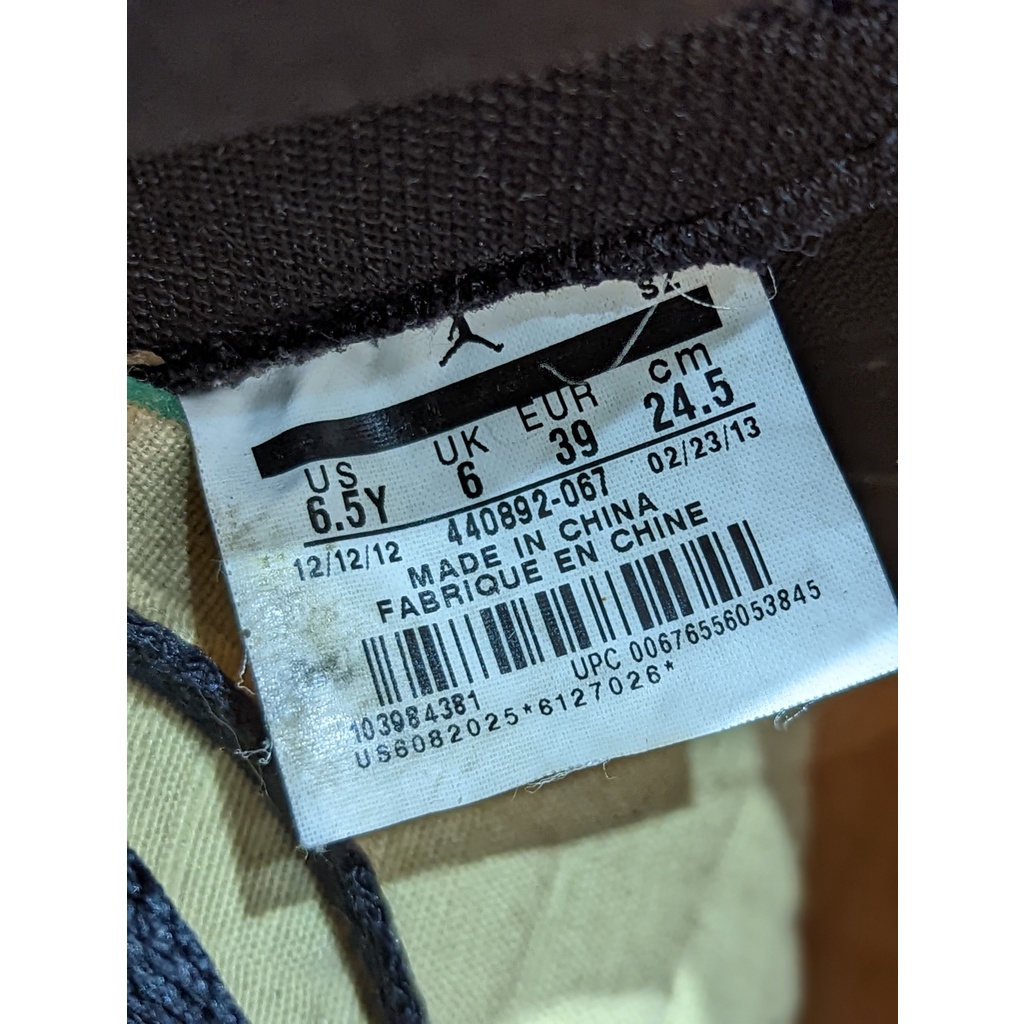 SX
US UK EUR cm
6.5Y 6 39 24.5
12/12/12 440892-067 02/23/13
MADE IN CHINA
FABRIQUE EN CHINE
103984381 UPC 00676556053845
US6082025*6127026*